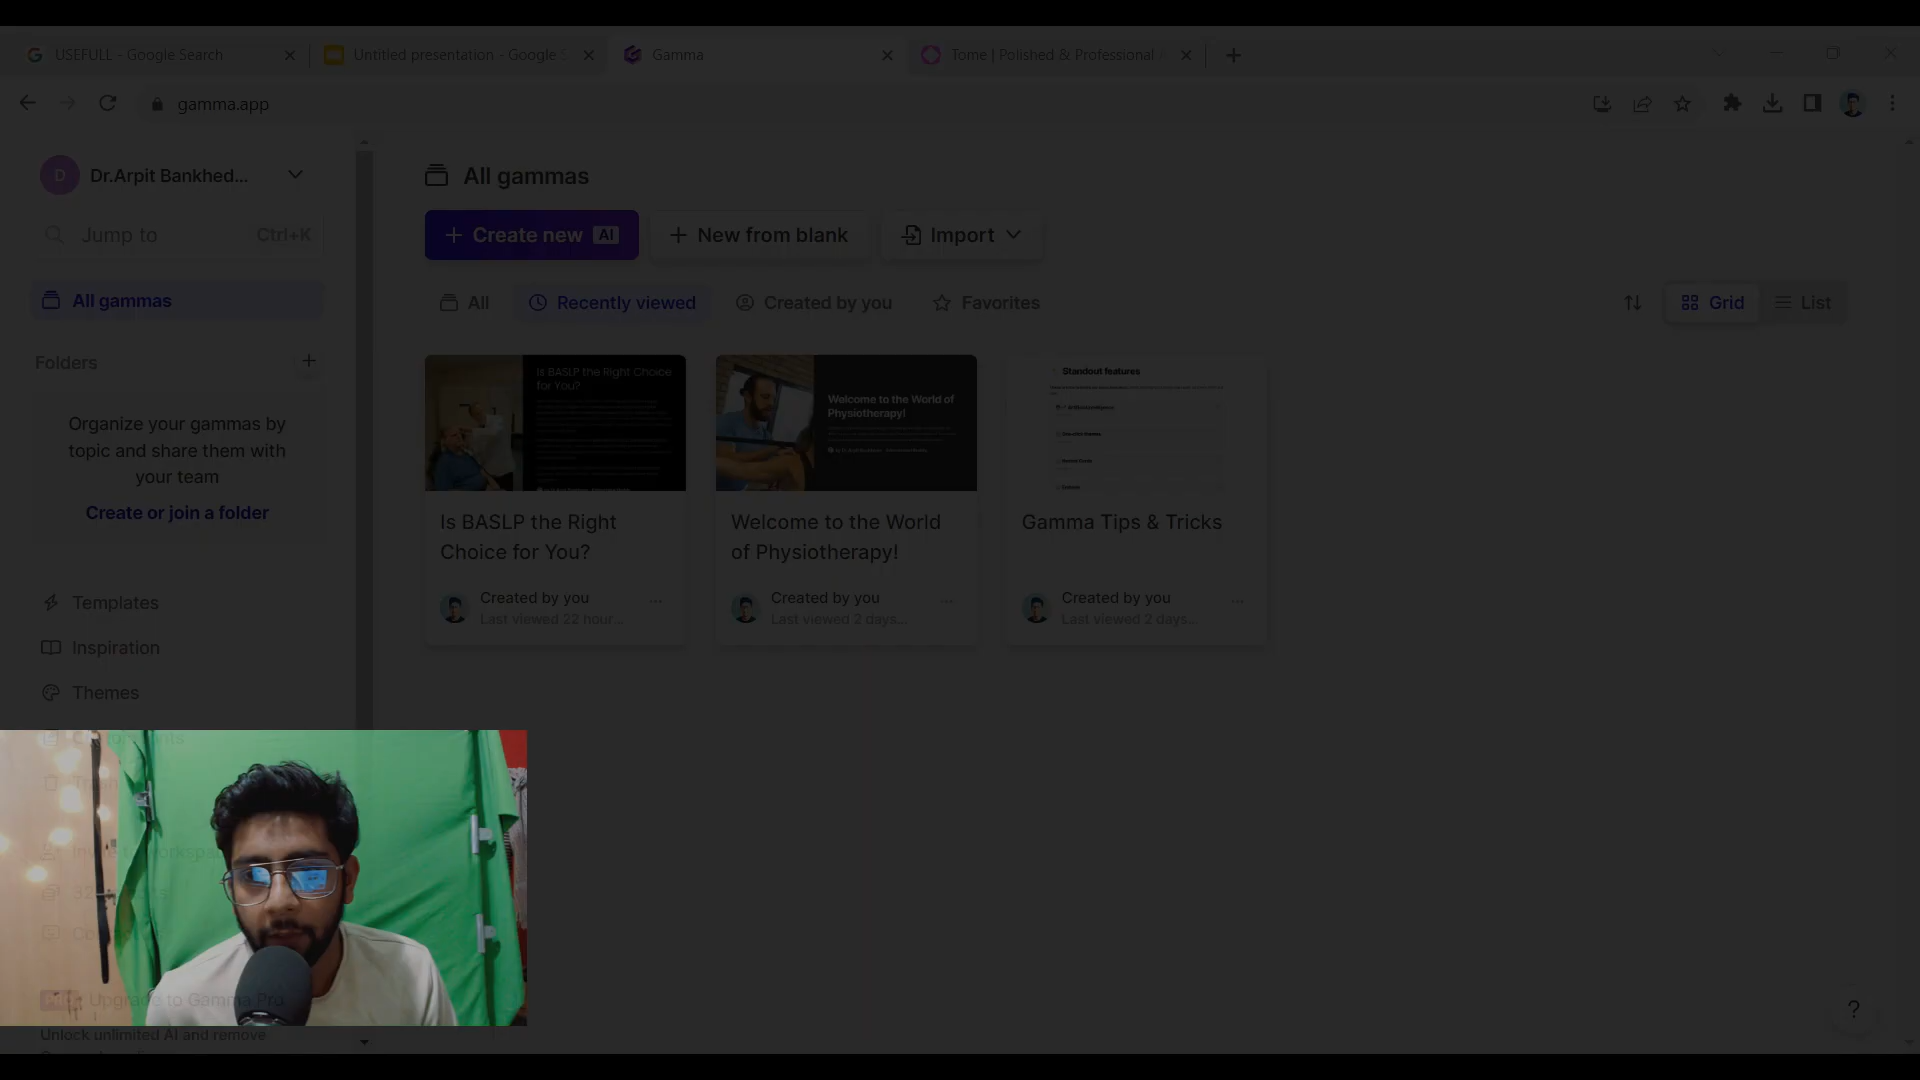 USEFULL - Google Search
Untitled presentation - Google S
Gamma
Tome | Polished & Professional
gamma.app
D
Dr.Arpit Bankhed...
Jump to
Ctrl+K
All gammas
Folders
Organize your gammas by
topic and share them with
your team
Create or join a folder
Templates
Inspiration
Themes
Upgrade to Gamma Pro
Unlock unlimited AI and remove
All gammas
+ Create new AI
+ New from blank
Import
All
Recently viewed
Created by you
Favorites
Grid
List
Is BASLP the Right Choice
for You?
Is BASLP the Right
Choice for You?
Created by you
Last viewed 22 hour...
...
Welcome to the World of
Physiotherapy!
Welcome to the World
of Physiotherapy!
Created by you
Last viewed 2 days...
...
Standout features
Gamma Tips & Tricks
Created by you
Last viewed 2 days...
...
?